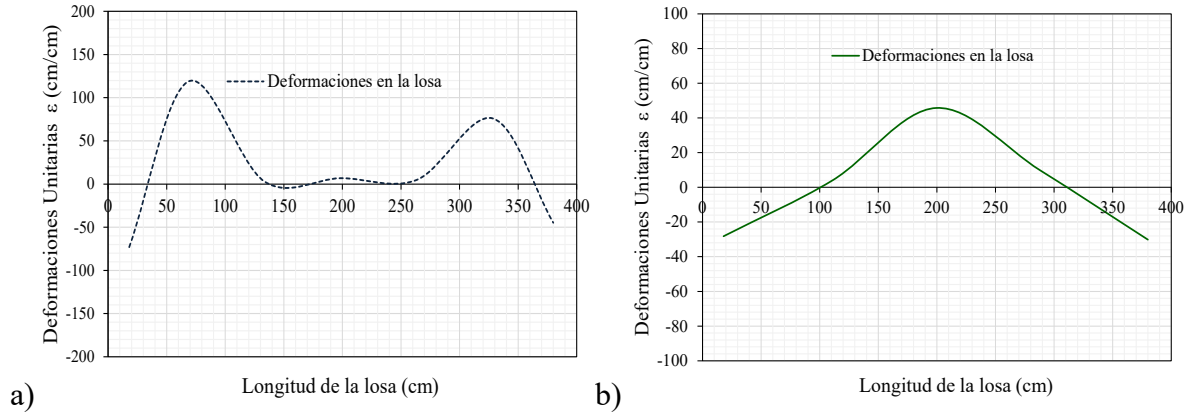 200
150
100
50
0
-50
-100
-150
-200
0 50 100 150 200 250 300 350 400
Deformaciones Unitarias ε (cm/cm)
Deformaciones en la losa
Longitud de la losa (cm)
a)
100
80
60
40
20
0
-20
-40
-60
-80
-100
0 50 100 150 200 250 300 350 400
Deformaciones Unitarias ε (cm/cm)
Deformaciones en la losa
Longitud de la losa (cm)
b)